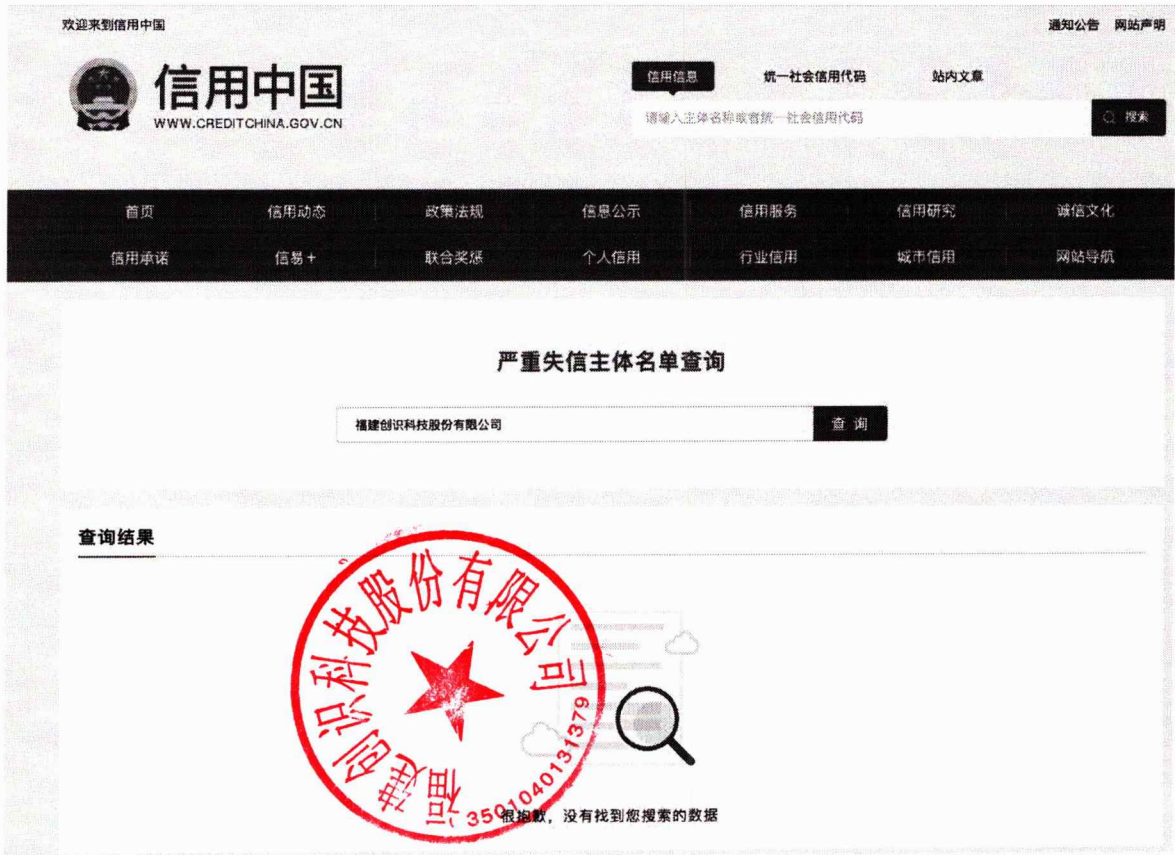 欢迎来到信用中国
通知公告 网站声明
信用中国
WWW.CREDITCHINA.GOV.CN
信用信息 统一社会信用代码 站内文章
请输入主体名称或者统一社会信用代码
搜索
首页 信用动态 政策法规 信息公示 信用服务 信用研究 诚信文化
信用承诺 信易+ 联合奖惩 个人信用 行业信用 城市信用 网站导航
严重失信主体名单查询
福建创识科技股份有限公司
查询
查询结果
福建创识科技股份有限公司
3501040131379
很抱歉，没有找到您搜索的数据